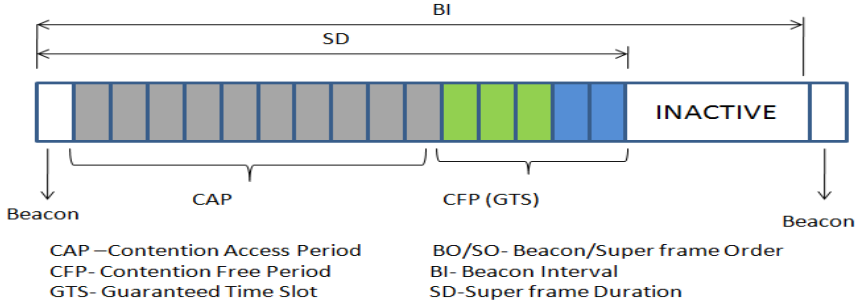 BI
SD
INACTIVE
CAP
CFP (GTS)
Beacon
Beacon
CAP –Contention Access Period
BO/SO- Beacon/Super frame Order
CFP- Contention Free Period
BI- Beacon Interval
GTS- Guaranteed Time Slot
SD-Super frame Duration